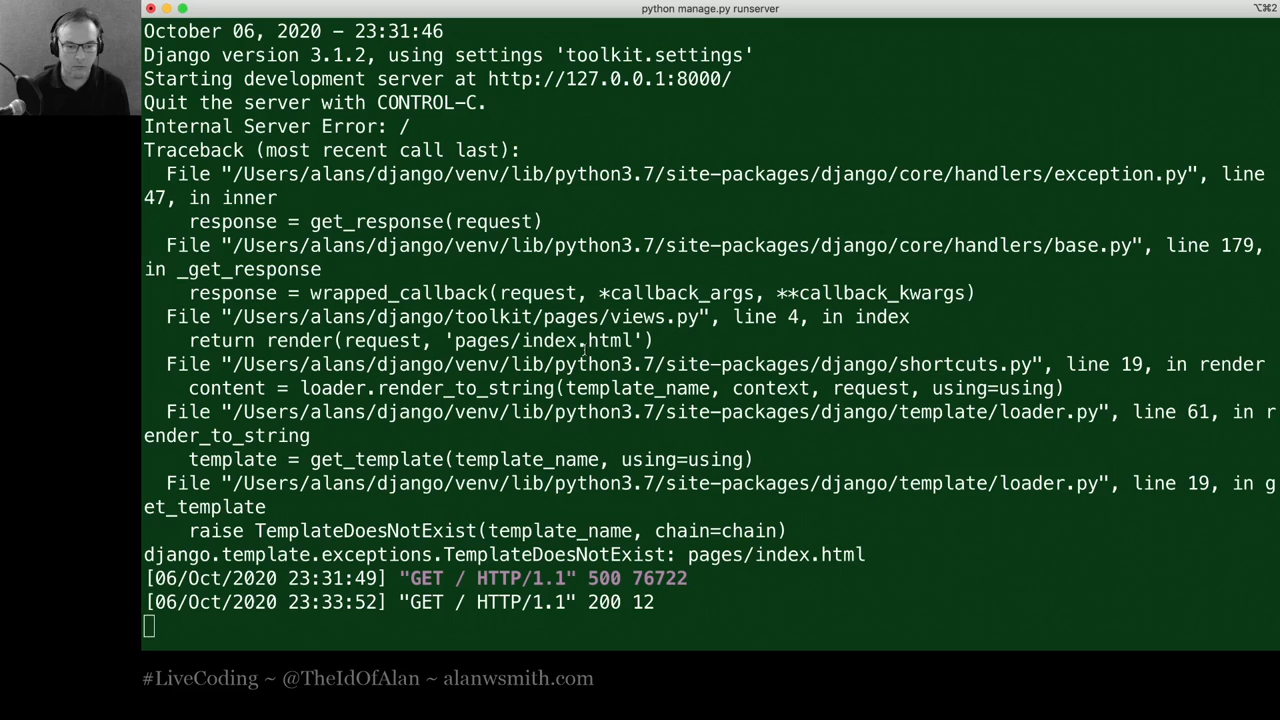 python manage.py runserver
⌥⌘2
October 06, 2020 - 23:31:46
Django version 3.1.2, using settings 'toolkit.settings'
Starting development server at http://127.0.0.1:8000/
Quit the server with CONTROL-C.
Internal Server Error: /
Traceback (most recent call last):
  File "/Users/alans/django/venv/lib/python3.7/site-packages/django/core/handlers/exception.py", line
47, in inner
    response = get_response(request)
  File "/Users/alans/django/venv/lib/python3.7/site-packages/django/core/handlers/base.py", line 179,
in _get_response
    response = wrapped_callback(request, *callback_args, **callback_kwargs)
  File "/Users/alans/django/toolkit/pages/views.py", line 4, in index
    return render(request, 'pages/index.html')
  File "/Users/alans/django/venv/lib/python3.7/site-packages/django/shortcuts.py", line 19, in render
    content = loader.render_to_string(template_name, context, request, using=using)
  File "/Users/alans/django/venv/lib/python3.7/site-packages/django/template/loader.py", line 61, in r
ender_to_string
    template = get_template(template_name, using=using)
  File "/Users/alans/django/venv/lib/python3.7/site-packages/django/template/loader.py", line 19, in g
et_template
    raise TemplateDoesNotExist(template_name, chain=chain)
django.template.exceptions.TemplateDoesNotExist: pages/index.html
[06/Oct/2020 23:31:49] "GET / HTTP/1.1" 500 76722
[06/Oct/2020 23:33:52] "GET / HTTP/1.1" 200 12
#LiveCoding ~ @TheIdOfAlan ~ alanwsmith.com